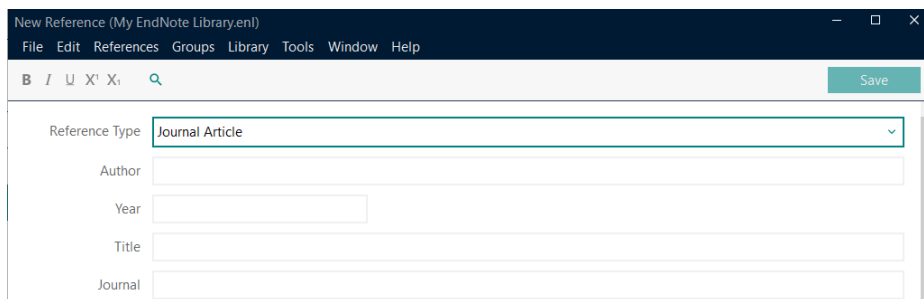 New Reference (My EndNote Library.enl)
File Edit References Groups Library Tools Window Help
B I U X¹ X₁ Save
Reference Type Journal Article
Author
Year
Title
Journal